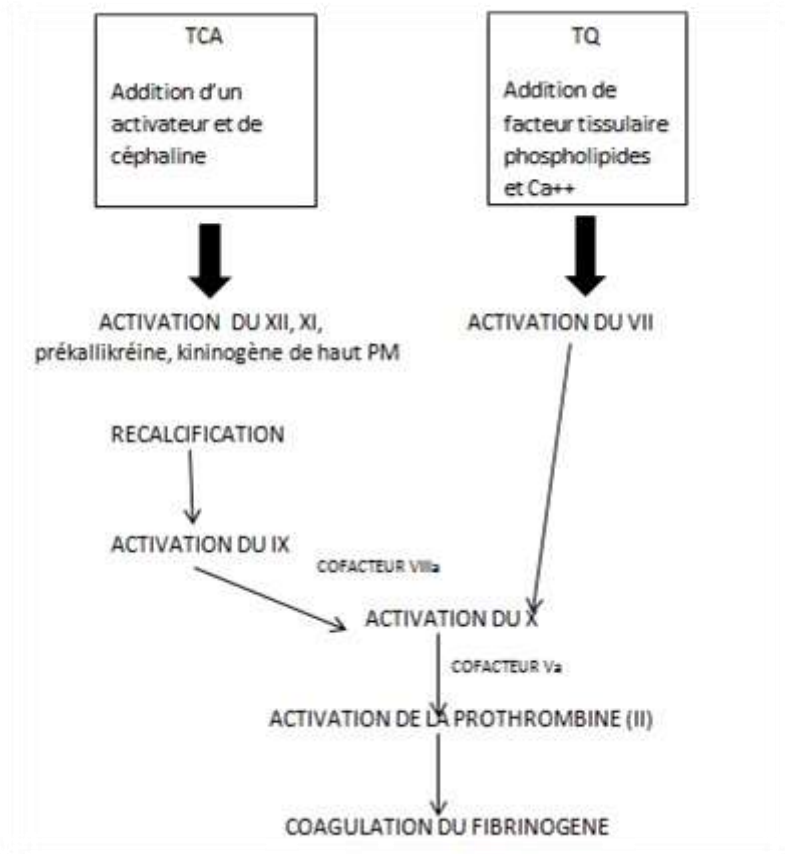 TCA
Addition d'un
activateur et de
céphaline
TQ
Addition de
facteur tissulaire
phospholipides
et Ca++
ACTIVATION DU XII, XI,
prékallikréine, kininogène de haut PM
ACTIVATION DU VII
RECALCIFICATION
ACTIVATION DU IX
COFACTEUR VIIIa
ACTIVATION DU X
COFACTEUR Va
ACTIVATION DE LA PROTHROMBINE (II)
COAGULATION DU FIBRINOGENE